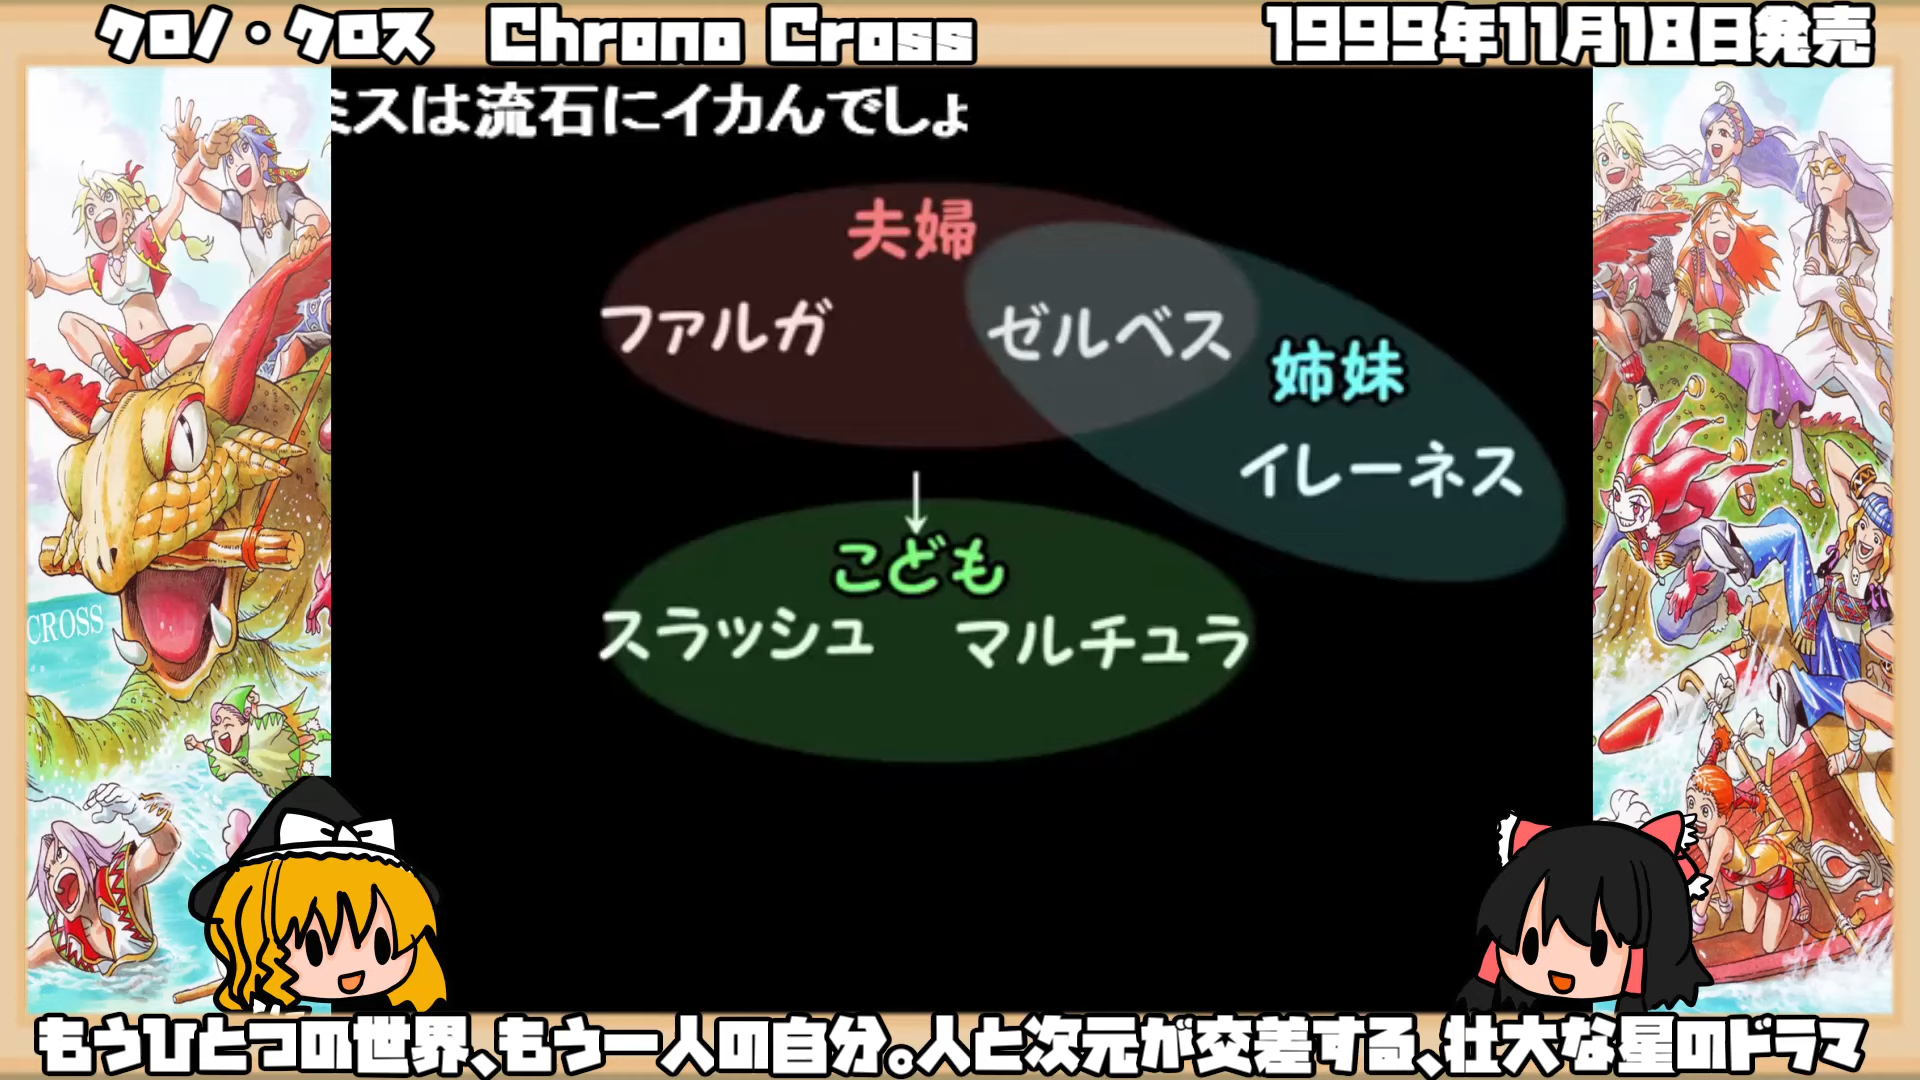 クロノ・クロス Chrono Cross
1999年11月18日発売
ミスは流石にイカんでしょ
夫婦
ファルガ
ゼルベス
姉妹
イレーネス
↓
こども
スラッシュ マルチュラ
CROSS
もうひとつの世界、もう一人の自分。人と次元が交差する、壮大な星のドラマ